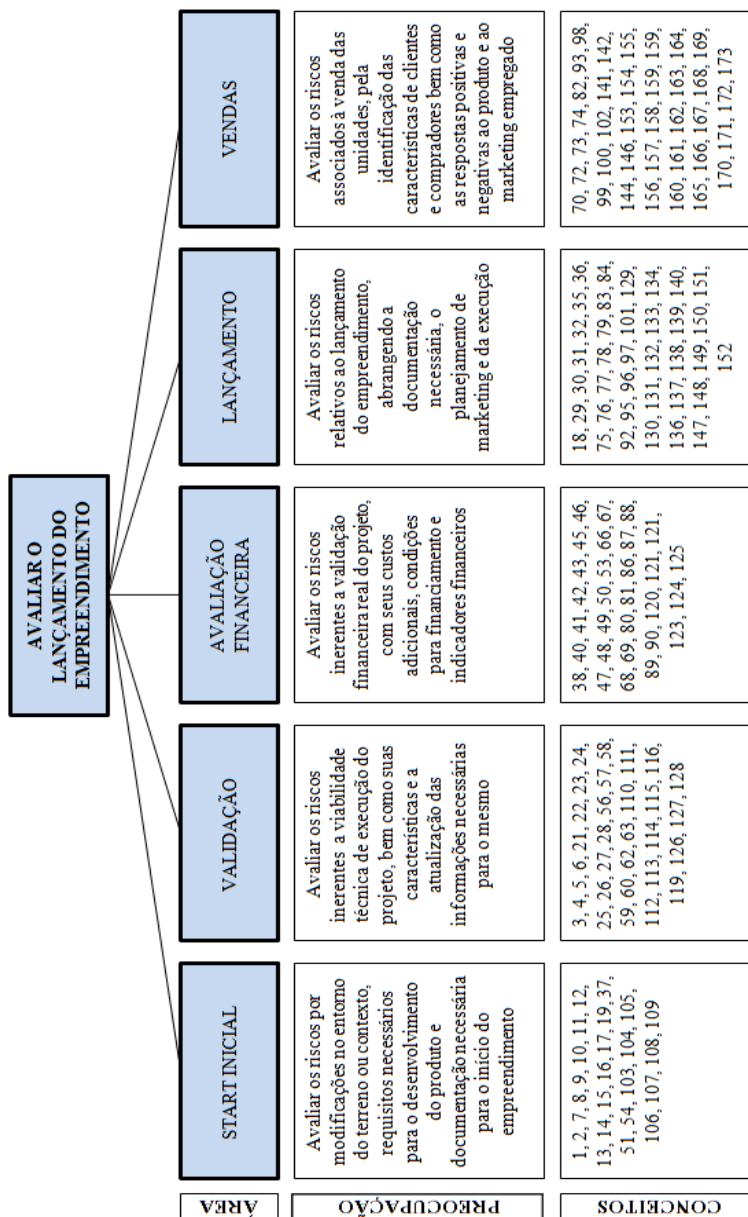 AVALIAR O
LANÇAMENTO DO
EMPREENDIMENTO
ÁREA
START INICIAL
VALIDAÇÃO
AVALIAÇÃO
FINANCEIRA
LANÇAMENTO
VENDAS
PREOCUPAÇÃO
Avaliar os riscos por
modificações no entorno
do terreno ou contexto,
requisitos necessários
para o desenvolvimento
do produto e
documentação necessária
para o início do
empreendimento
Avaliar os riscos
inerentes a viabilidade
técnica de execução do
projeto, bem como suas
características e a
atualização das
informações necessárias
para o mesmo
Avaliar os riscos
inerentes a validação
financeira real do projeto,
com seus custos
adicionais, condições
para financiamento e
indicadores financeiros
Avaliar os riscos
relativos ao lançamento
do empreendimento,
abrangendo a
documentação
necessária, o
planejamento de
marketing e da execução
Avaliar os riscos
associados à venda das
unidades, pela
identificação das
características de clientes
e compradores bem como
as respostas positivas e
negativas ao produto e ao
marketing empregado
CONCEITOS
1, 2, 7, 8, 9, 10, 11, 12,
13, 14, 15, 16, 17, 19, 37,
51, 54, 103, 104, 105,
106, 107, 108, 109
3, 4, 5, 6, 21, 22, 23, 24,
25, 26, 27, 28, 56, 57, 58,
59, 60, 62, 63, 110, 111,
112, 113, 114, 115, 116,
119, 126, 127, 128
38, 40, 41, 42, 43, 45, 46,
47, 48, 49, 50, 53, 66, 67,
68, 69, 80, 81, 86, 87, 88,
89, 90, 120, 121, 121,
123, 124, 125
18, 29, 30, 31, 32, 35, 36,
75, 76, 77, 78, 79, 83, 84,
92, 95, 96, 97, 101, 129,
130, 131, 132, 133, 134,
136, 137, 138, 139, 140,
147, 148, 149, 150, 151,
152
70, 72, 73, 74, 82, 93, 98,
99, 100, 102, 141, 142,
144, 146, 153, 154, 155,
156, 157, 158, 159, 159,
160, 161, 162, 163, 164,
165, 166, 167, 168, 169,
170, 171, 172, 173